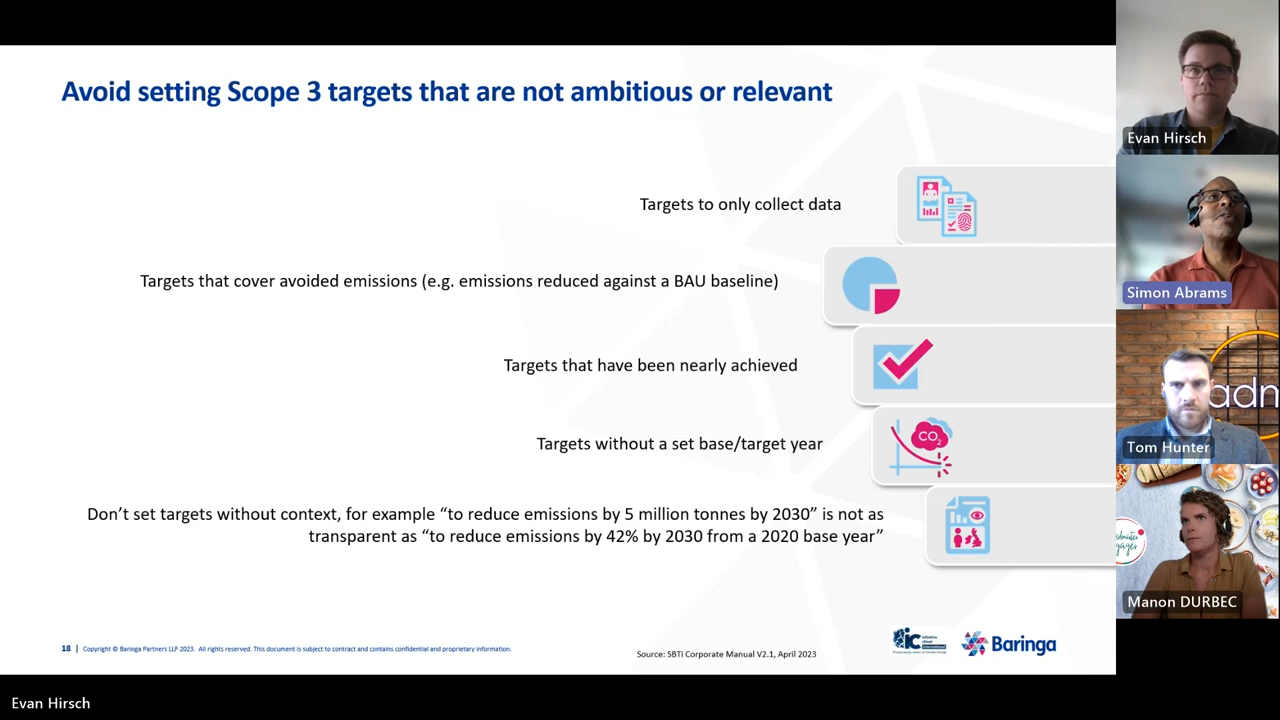 Avoid setting Scope 3 targets that are not ambitious or relevant
Targets to only collect data
Targets that cover avoided emissions (e.g. emissions reduced against a BAU baseline)
Targets that have been nearly achieved
Targets without a set base/target year
CO₂
Don’t set targets without context, for example “to reduce emissions by 5 million tonnes by 2030” is not as
transparent as “to reduce emissions by 42% by 2030 from a 2020 base year”
18 | Copyright © Baringa Partners LLP 2023. All rights reserved. This document is subject to contract and contains confidential and proprietary information.
Source: SBTi Corporate Manual V2.1, April 2023
Baringa
Evan Hirsch
Simon Abrams
adn
Tom Hunter
Manon DURBEC
Evan Hirsch